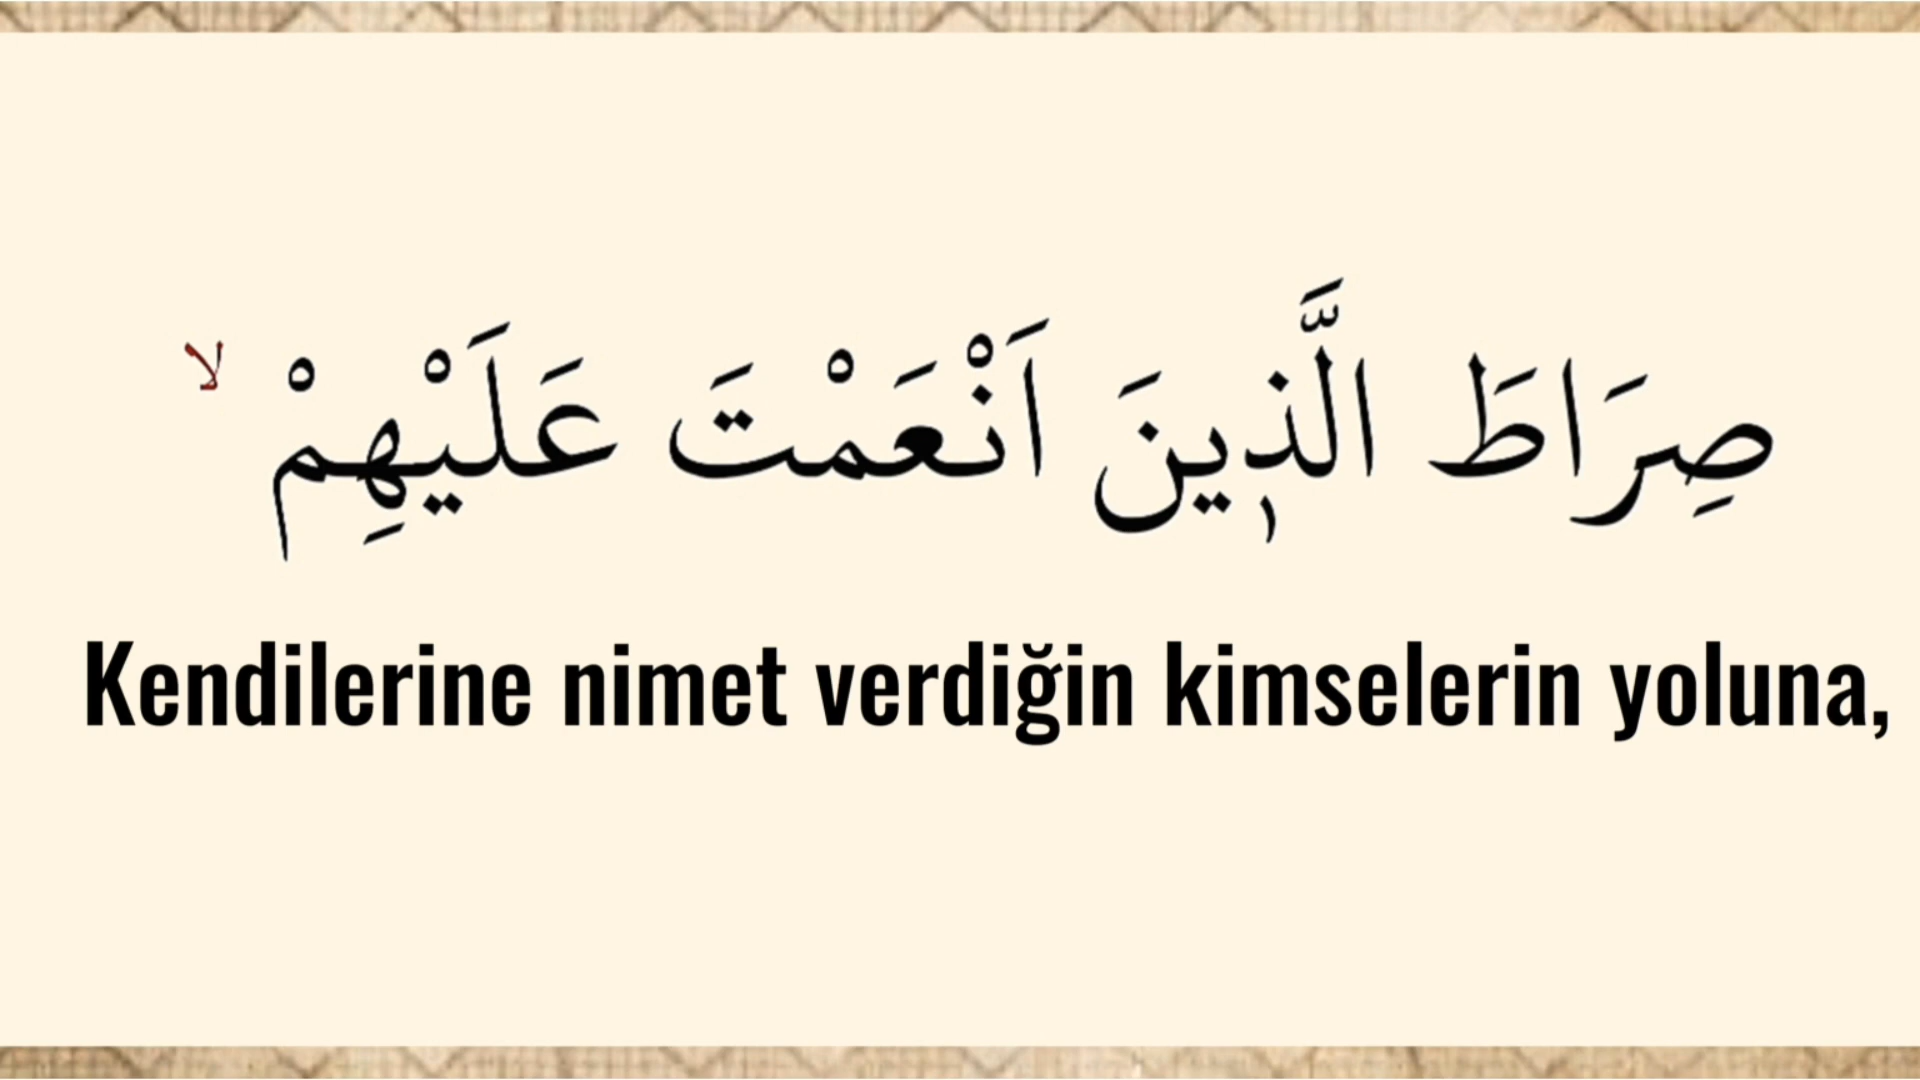 صِرَاطَ الَّذ۪ينَ اَنْعَمْتَ عَلَيْهِمْ ۙ
Kendilerine nimet verdiğin kimselerin yoluna,